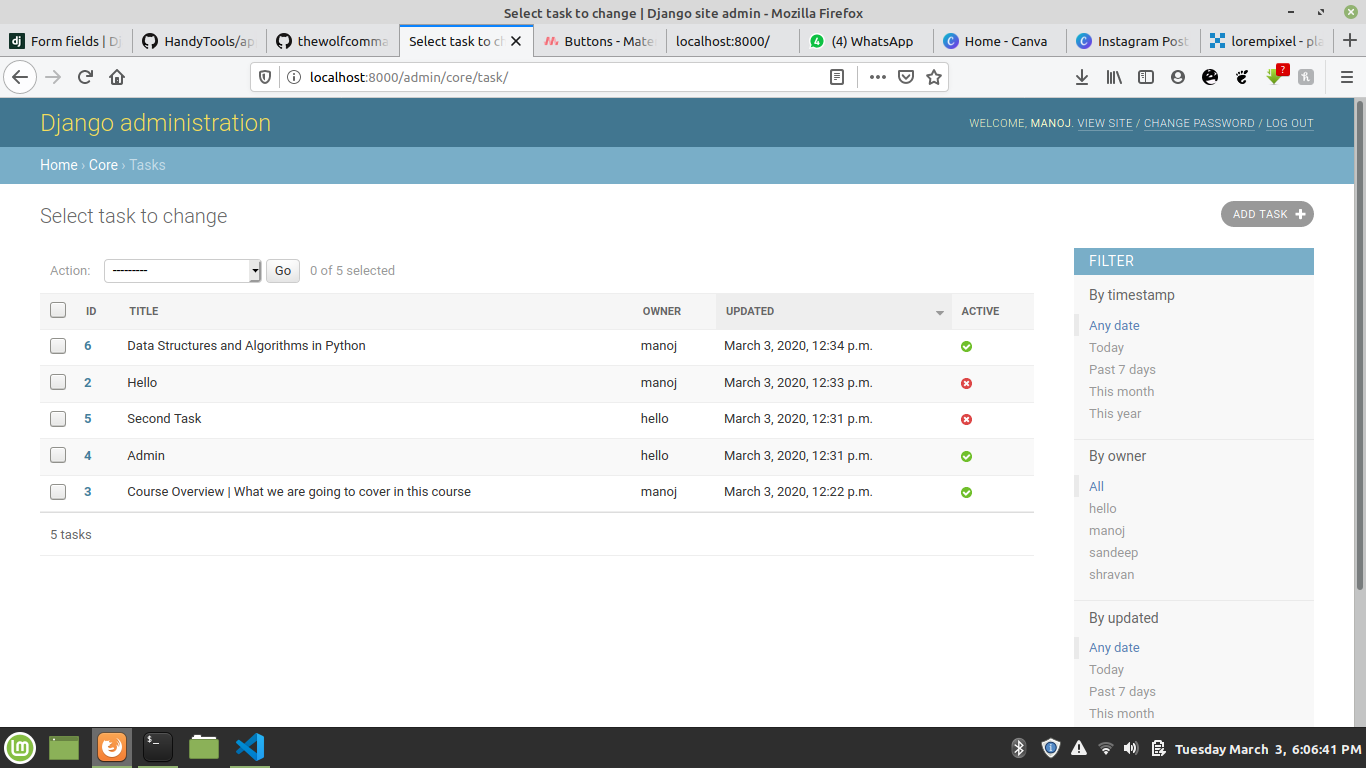 Select task to change | Django site admin - Mozilla Firefox
Form fields | Dj
HandyTools/ap
thewolfcomma
Select task to ch
Buttons - Mate
localhost:8000/
(4) WhatsApp
Home - Canva
Instagram Post
lorempixel - pla
localhost:8000/admin/core/task/
Django administration
WELCOME, MANOJ. VIEW SITE / CHANGE PASSWORD / LOG OUT
Home › Core › Tasks
Select task to change
ADD TASK +
Action: --------- Go 0 of 5 selected
ID TITLE OWNER UPDATED ACTIVE
6 Data Structures and Algorithms in Python manoj March 3, 2020, 12:34 p.m.
2 Hello manoj March 3, 2020, 12:33 p.m.
5 Second Task hello March 3, 2020, 12:31 p.m.
4 Admin hello March 3, 2020, 12:31 p.m.
3 Course Overview | What we are going to cover in this course manoj March 3, 2020, 12:22 p.m.
5 tasks
FILTER
By timestamp
Any date
Today
Past 7 days
This month
This year
By owner
All
hello
manoj
sandeep
shravan
By updated
Any date
Today
Past 7 days
This month
Tuesday March 3, 6:06:41 PM